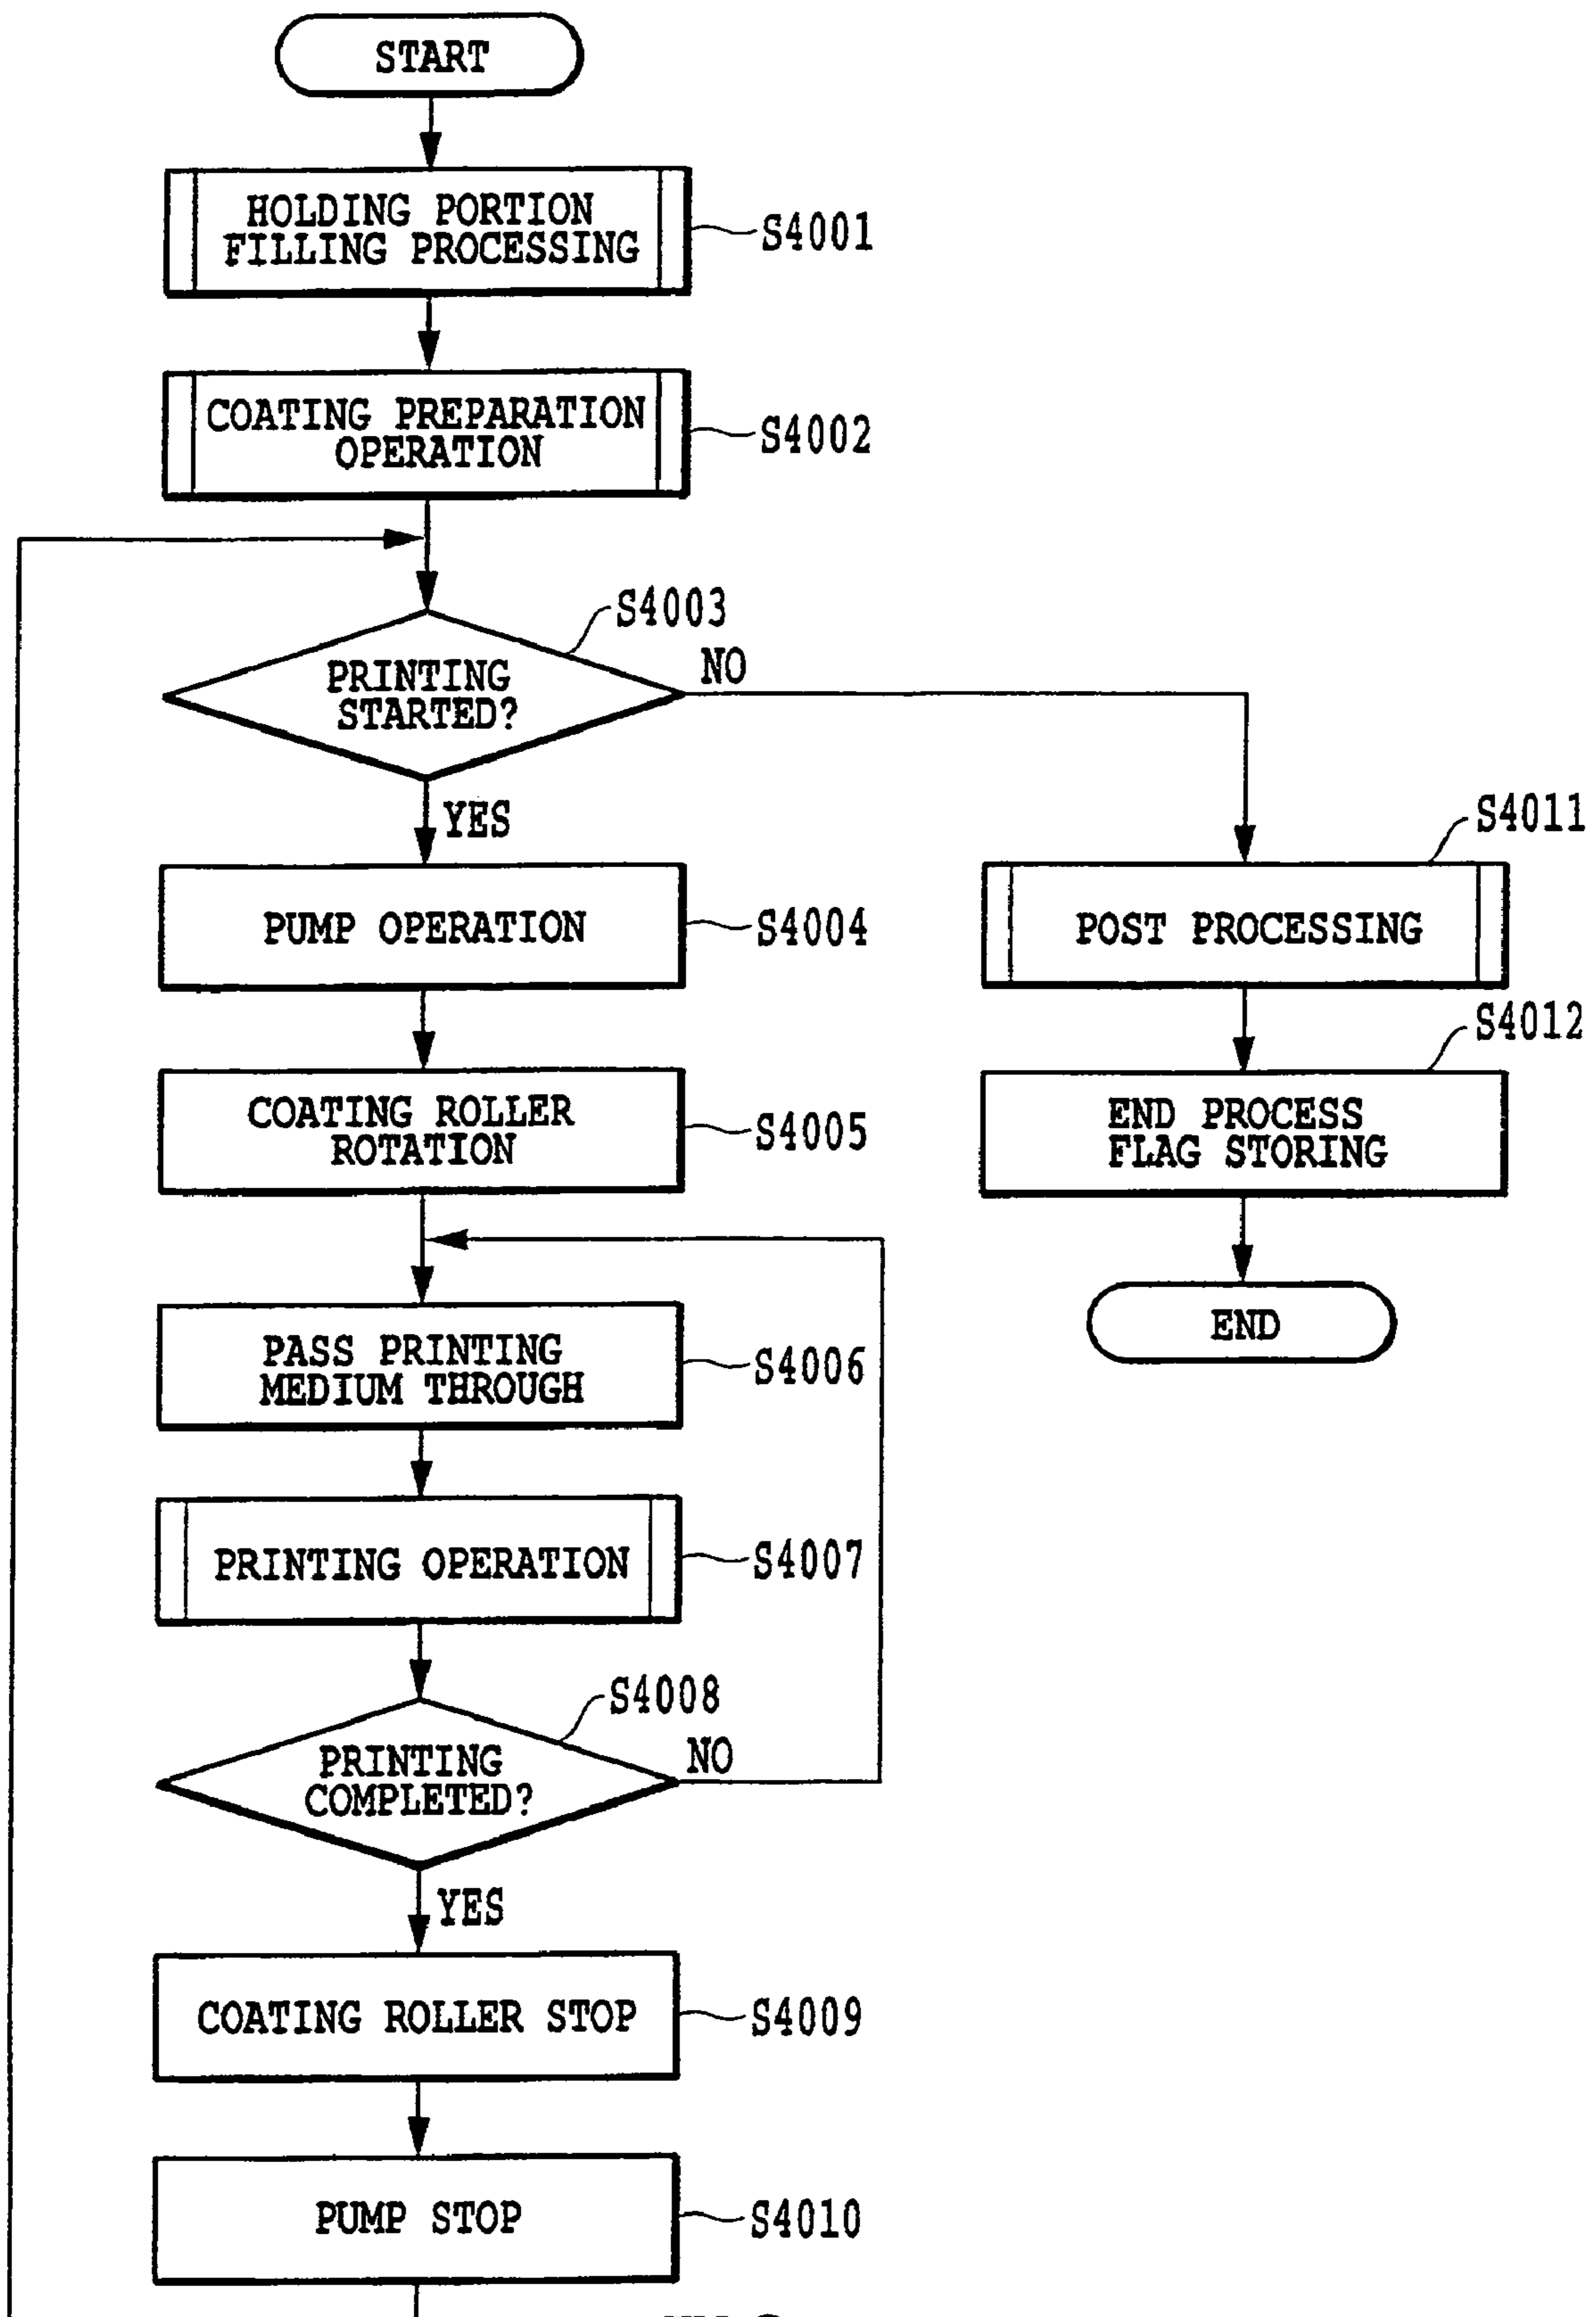 START
HOLDING PORTION
FILLING PROCESSING
S4001
COATING PREPARATION
OPERATION
S4002
S4003
PRINTING
STARTED?
NO
YES
PUMP OPERATION
S4004
COATING ROLLER
ROTATION
S4005
PASS PRINTING
MEDIUM THROUGH
S4006
PRINTING OPERATION
S4007
S4008
PRINTING
COMPLETED?
NO
YES
COATING ROLLER STOP
S4009
PUMP STOP
S4010
S4011
POST PROCESSING
S4012
END PROCESS
FLAG STORING
END